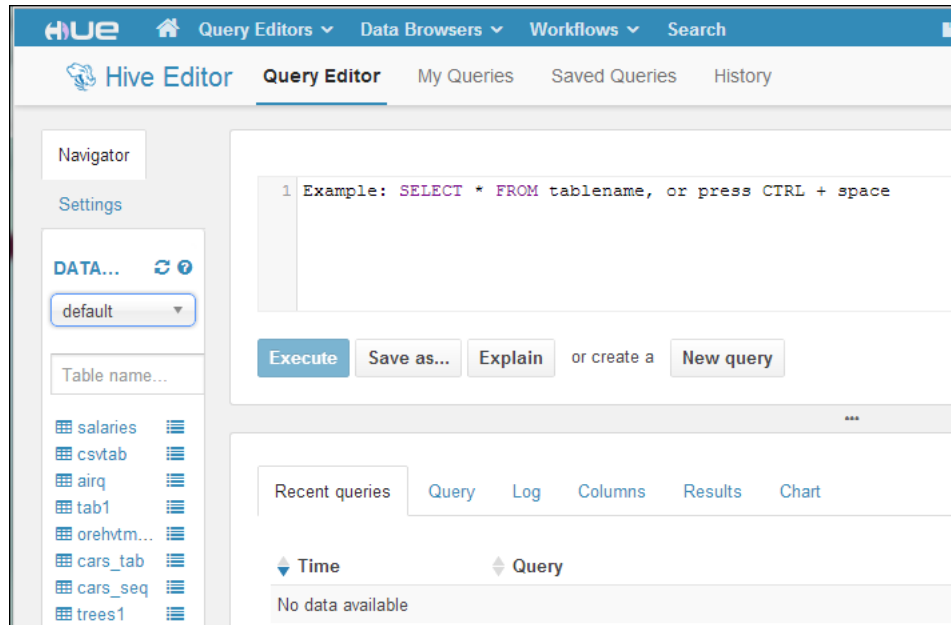 HUE Query Editors Data Browsers Workflows Search
Hive Editor Query Editor My Queries Saved Queries History
Navigator
Settings
DATA...
default
Table name...
salaries
csvtab
airq
tab1
orehvtm...
cars_tab
cars_seq
trees1
1 Example: SELECT * FROM tablename, or press CTRL + space
Execute Save as... Explain or create a New query
Recent queries Query Log Columns Results Chart
Time Query
No data available